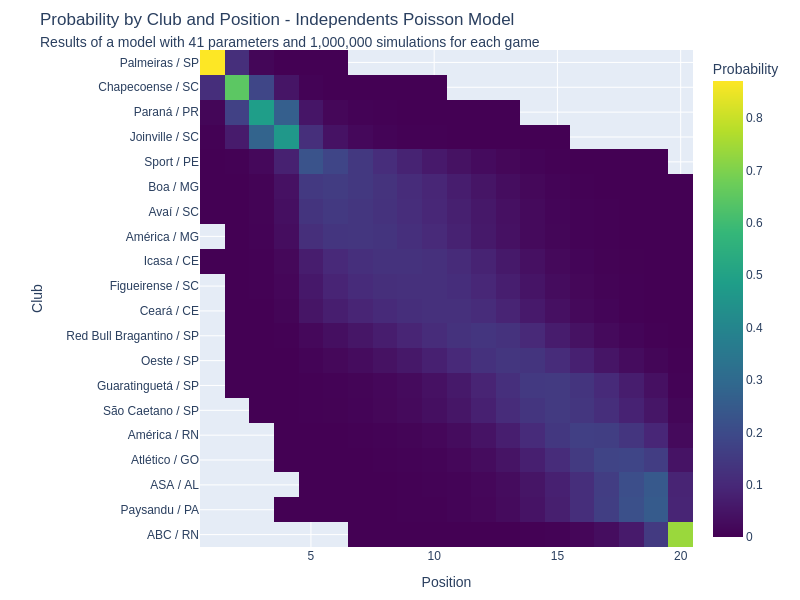 Probability by Club and Position - Independents Poisson Model
Results of a model with 41 parameters and 1,000,000 simulations for each game
Probability
Club
Palmeiras / SP
Chapecoense / SC
Paraná / PR
Joinville / SC
Sport / PE
Boa / MG
Avaí / SC
América / MG
Icasa / CE
Figueirense / SC
Ceará / CE
Red Bull Bragantino / SP
Oeste / SP
Guaratinguetá / SP
São Caetano / SP
América / RN
Atlético / GO
ASA / AL
Paysandu / PA
ABC / RN
0.8
0.7
0.6
0.5
0.4
0.3
0.2
0.1
0
5 10 15 20
Position